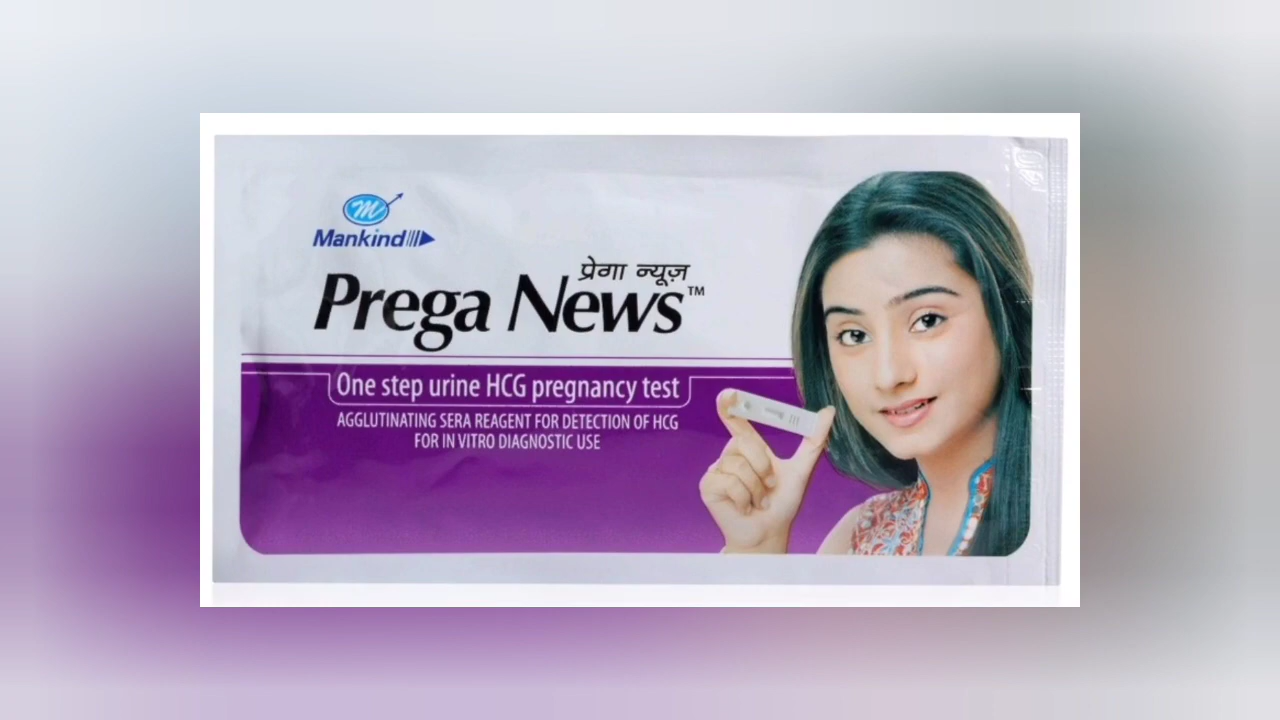 Mankind
प्रेगा न्यूज़
Prega News™
One step urine HCG pregnancy test
AGGLUTINATING SERA REAGENT FOR DETECTION OF HCG
FOR IN VITRO DIAGNOSTIC USE